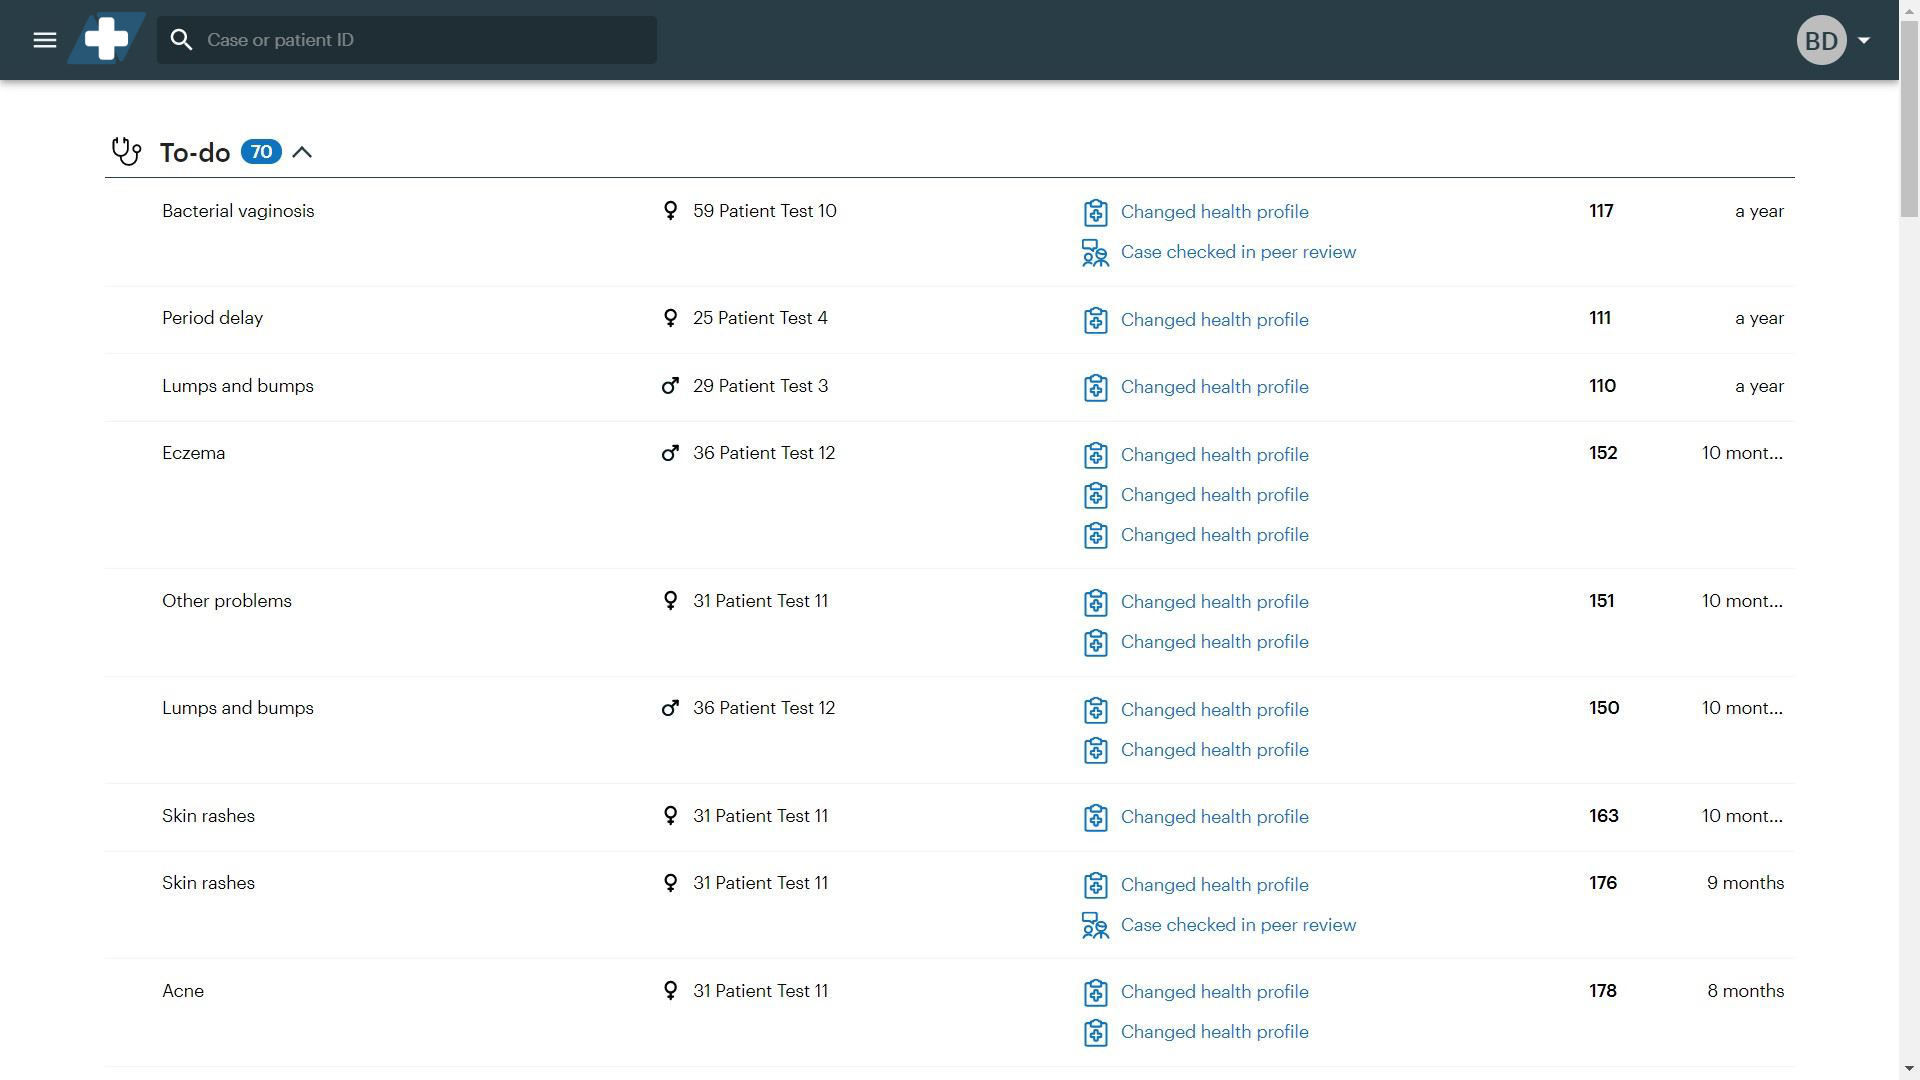 Case or patient ID
BD
To-do 70
Bacterial vaginosis 59 Patient Test 10 Changed health profile 117 a year
Case checked in peer review
Period delay 25 Patient Test 4 Changed health profile 111 a year
Lumps and bumps 29 Patient Test 3 Changed health profile 110 a year
Eczema 36 Patient Test 12 Changed health profile 152 10 mont...
Changed health profile
Changed health profile
Other problems 31 Patient Test 11 Changed health profile 151 10 mont...
Changed health profile
Lumps and bumps 36 Patient Test 12 Changed health profile 150 10 mont...
Changed health profile
Skin rashes 31 Patient Test 11 Changed health profile 163 10 mont...
Skin rashes 31 Patient Test 11 Changed health profile 176 9 months
Case checked in peer review
Acne 31 Patient Test 11 Changed health profile 178 8 months
Changed health profile